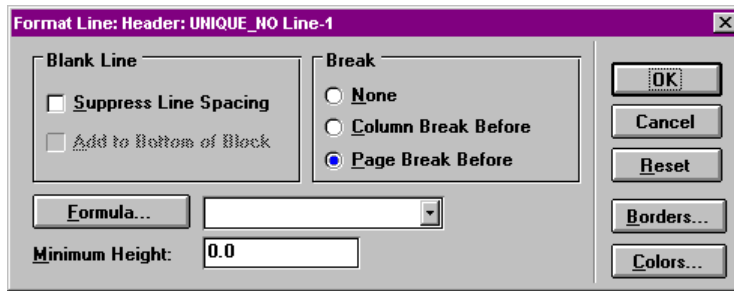 Format Line: Header: UNIQUE_NO Line-1
Blank Line
Suppress Line Spacing
Add to Bottom of Block
Break
None
Column Break Before
Page Break Before
Formula...
Minimum Height: 0.0
OK
Cancel
Reset
Borders...
Colors...